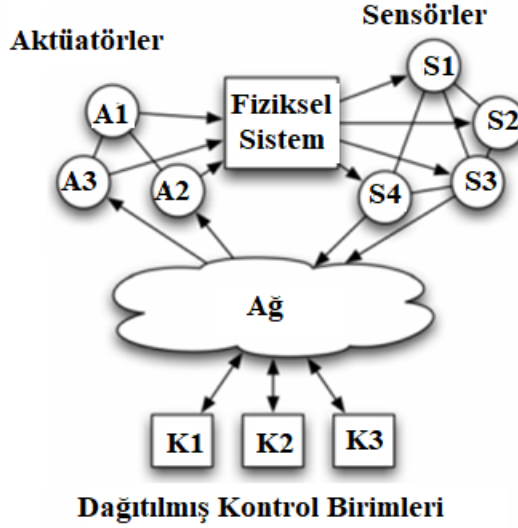 Sensörler
Aktüatörler
S1
A1
Fiziksel
Sistem
S2
A3
A2
S4
S3
Ağ
K1
K2
K3
Dağıtılmış Kontrol Birimleri